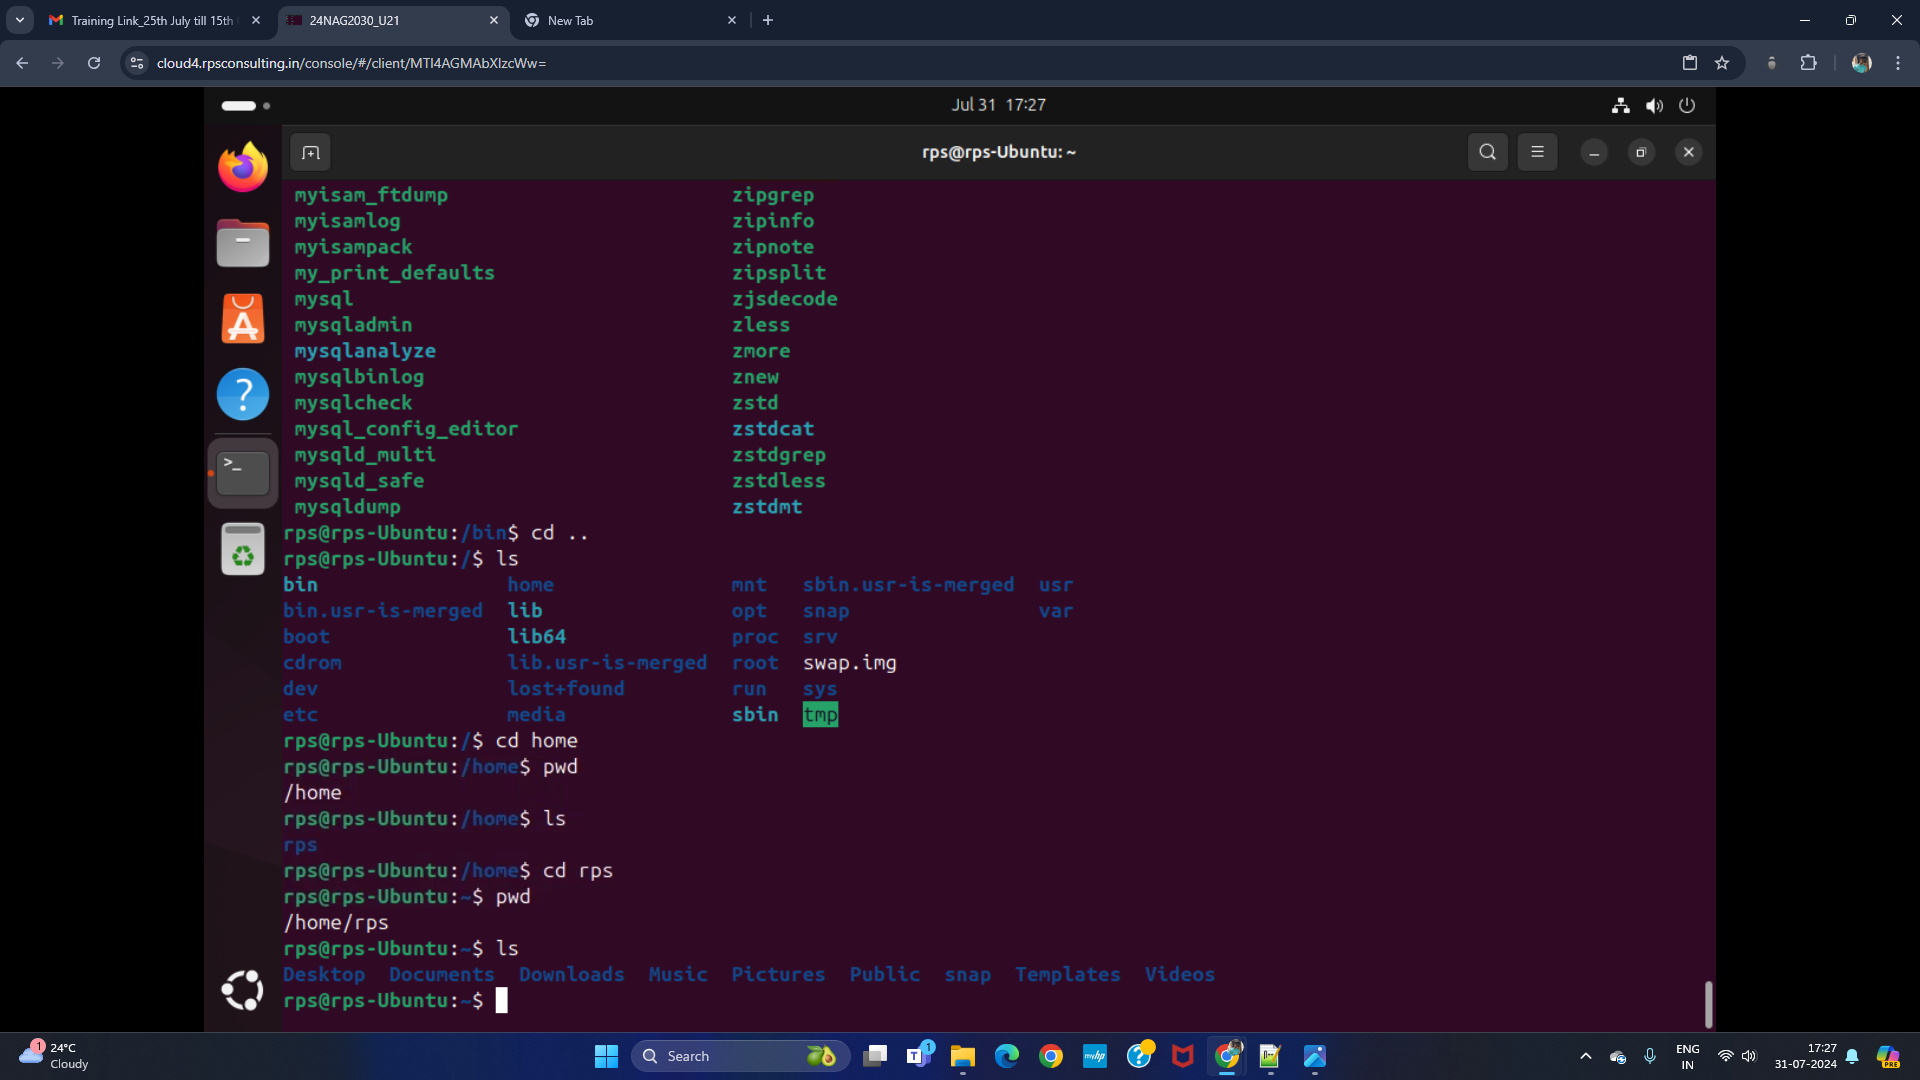 Training Link_25th July till 15th
24NAG2030_U21
New Tab
cloud4.rpsconsulting.in/console/#/client/MTI4AGMAbXlzcWw=
Jul 31 17:27
rps@rps-Ubuntu: ~
myisam_ftdump zipgrep
myisamlog zipinfo
myisampack zipnote
my_print_defaults zipsplit
mysql zjsdecode
mysqladmin zless
mysqlanalyze zmore
mysqlbinlog znew
mysqlcheck zstd
mysql_config_editor zstdcat
mysqld_multi zstdgrep
mysqld_safe zstdless
mysqldump zstdmt
rps@rps-Ubuntu:/bin$ cd ..
rps@rps-Ubuntu:/$ ls
bin home mnt sbin.usr-is-merged usr
bin.usr-is-merged lib opt snap var
boot lib64 proc srv
cdrom lib.usr-is-merged root swap.img
dev lost+found run sys
etc media sbin tmp
rps@rps-Ubuntu:/$ cd home
rps@rps-Ubuntu:/home$ pwd
/home
rps@rps-Ubuntu:/home$ ls
rps
rps@rps-Ubuntu:/home$ cd rps
rps@rps-Ubuntu:~$ pwd
/home/rps
rps@rps-Ubuntu:~$ ls
Desktop Documents Downloads Music Pictures Public snap Templates Videos
rps@rps-Ubuntu:~$
1
24°C
Cloudy
Search
1
myhp
ENG
IN
17:27
31-07-2024
PRE